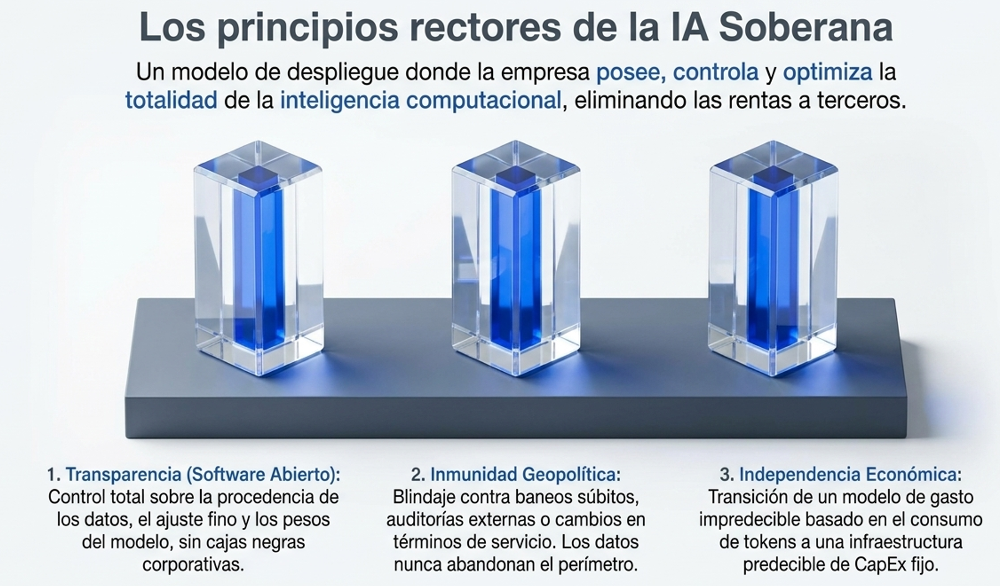 Los principios rectores de la IA Soberana
Un modelo de despliegue donde la empresa posee, controla y optimiza la
totalidad de la inteligencia computacional, eliminando las rentas a terceros.
1. Transparencia (Software Abierto):
Control total sobre la procedencia de
los datos, el ajuste fino y los pesos
del modelo, sin cajas negras
corporativas.
2. Inmunidad Geopolítica:
Blindaje contra baneos súbitos,
auditorías externas o cambios en
términos de servicio. Los datos
nunca abandonan el perímetro.
3. Independencia Económica:
Transición de un modelo de gasto
impredecible basado en el consumo
de tokens a una infraestructura
predecible de CapEx fijo.